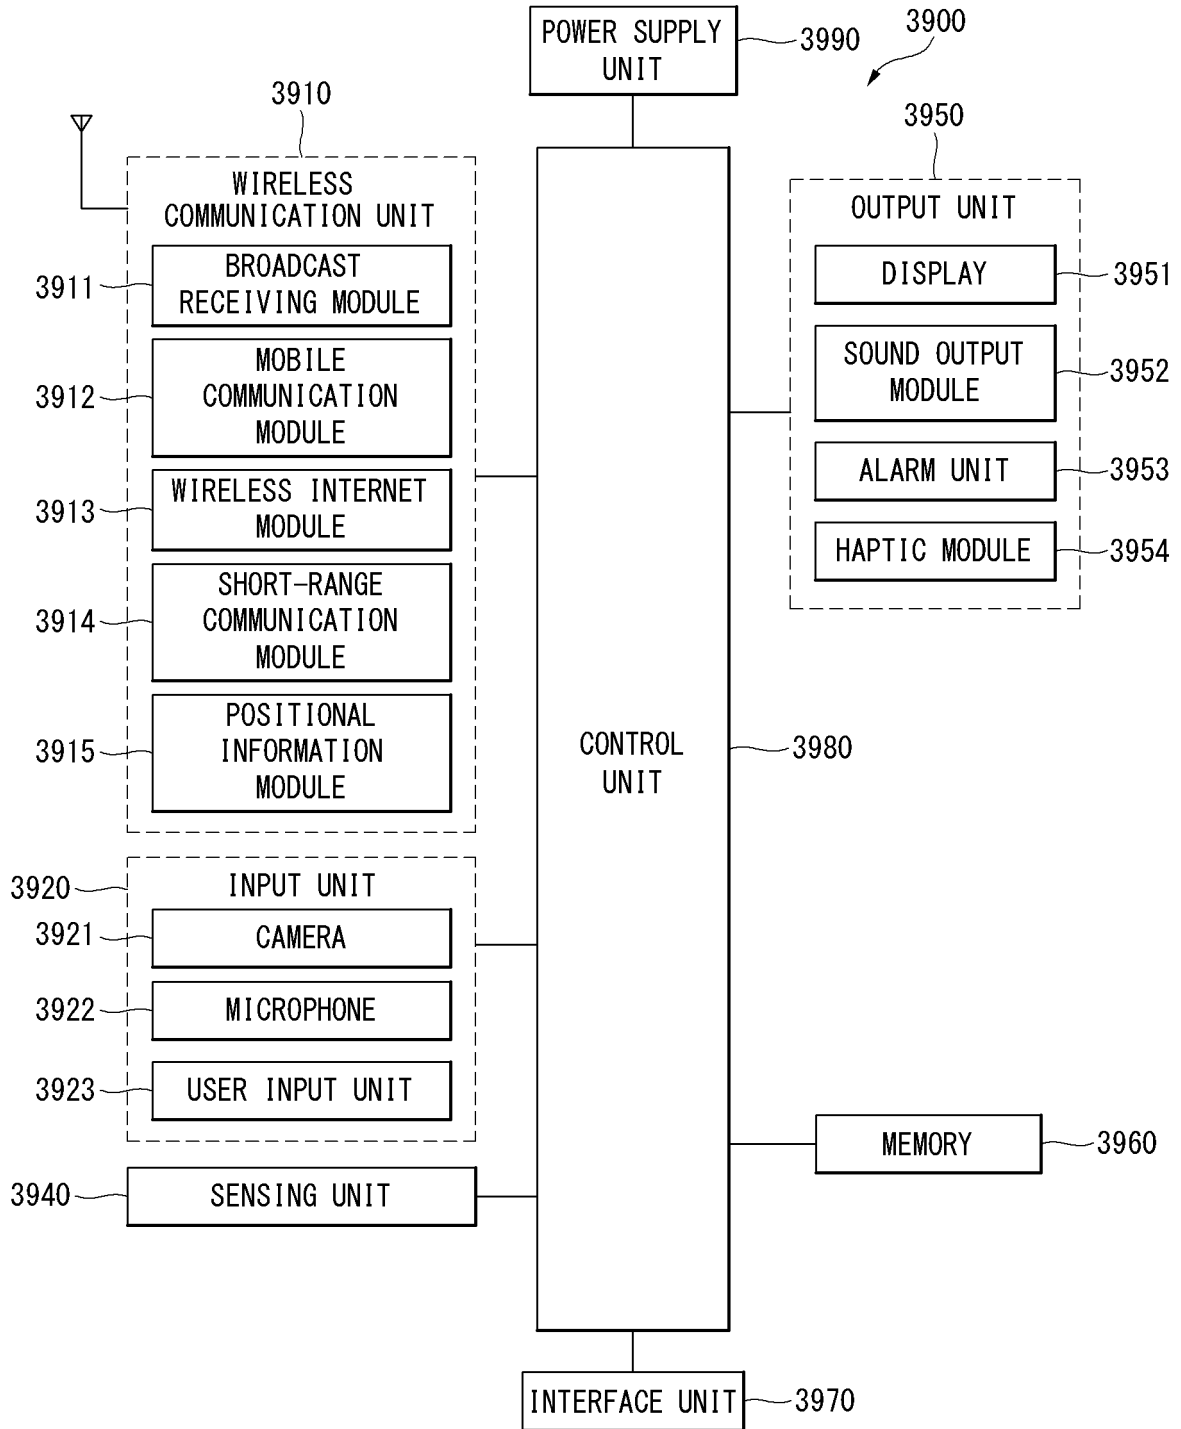 POWER SUPPLY
UNIT
3990
3900
3910
WIRELESS
COMMUNICATION UNIT
3911
BROADCAST
RECEIVING MODULE
3912
MOBILE
COMMUNICATION
MODULE
3913
WIRELESS INTERNET
MODULE
3914
SHORT-RANGE
COMMUNICATION
MODULE
3915
POSITIONAL
INFORMATION
MODULE
3920
INPUT UNIT
3921
CAMERA
3922
MICROPHONE
3923
USER INPUT UNIT
3940
SENSING UNIT
CONTROL
UNIT
3980
3950
OUTPUT UNIT
DISPLAY
3951
SOUND OUTPUT
MODULE
3952
ALARM UNIT
3953
HAPTIC MODULE
3954
MEMORY
3960
INTERFACE UNIT
3970